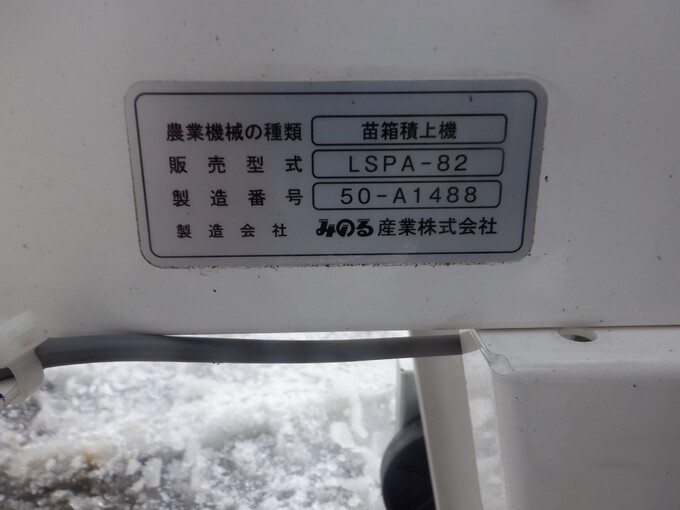 農業機械の種類 苗箱積上機
販売型式 LSPA-82
製造番号 50-A1488
製造会社 みのる産業株式会社